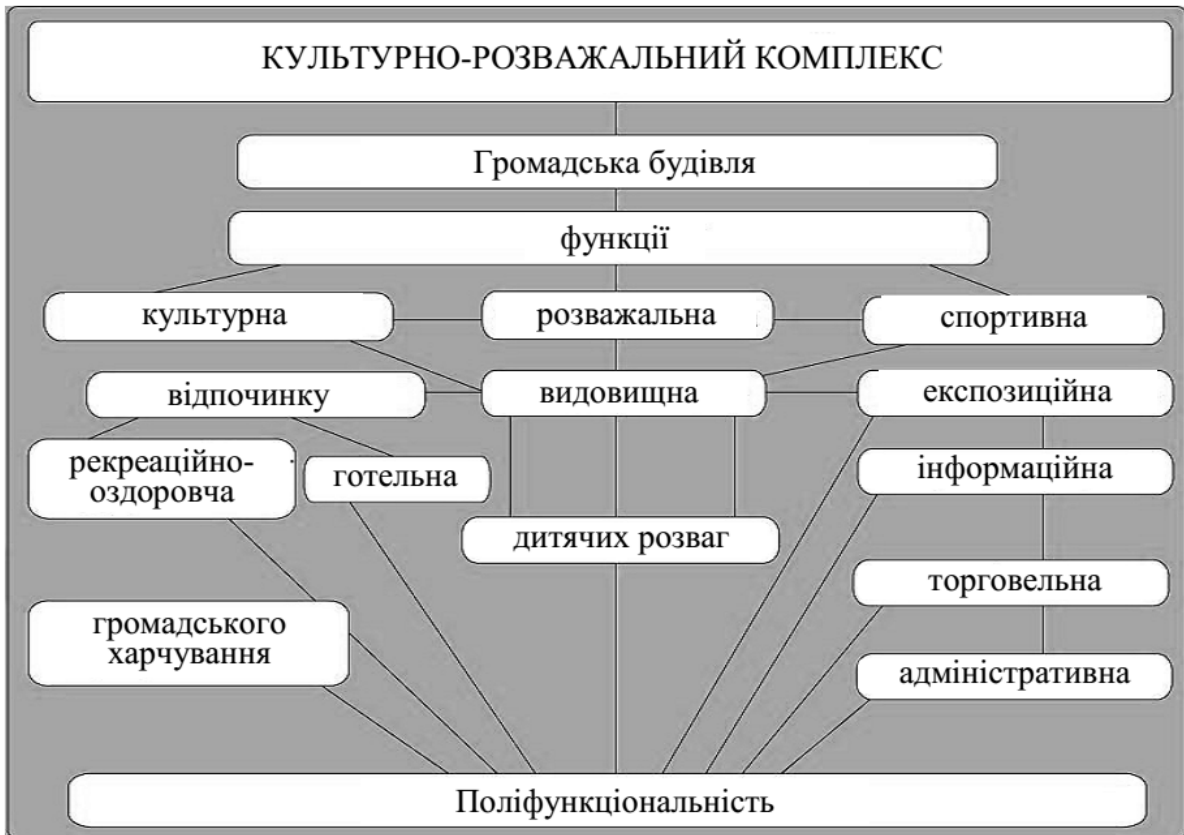 КУЛЬТУРНО-РОЗВАЖАЛЬНИЙ КОМПЛЕКС
Громадська будівля
функції
культурна
розважальна
спортивна
відпочинку
видовищна
експозиційна
рекреаційно-
оздоровча
готельна
інформаційна
дитячих розваг
торговельна
громадського
харчування
адміністративна
Поліфункціональність